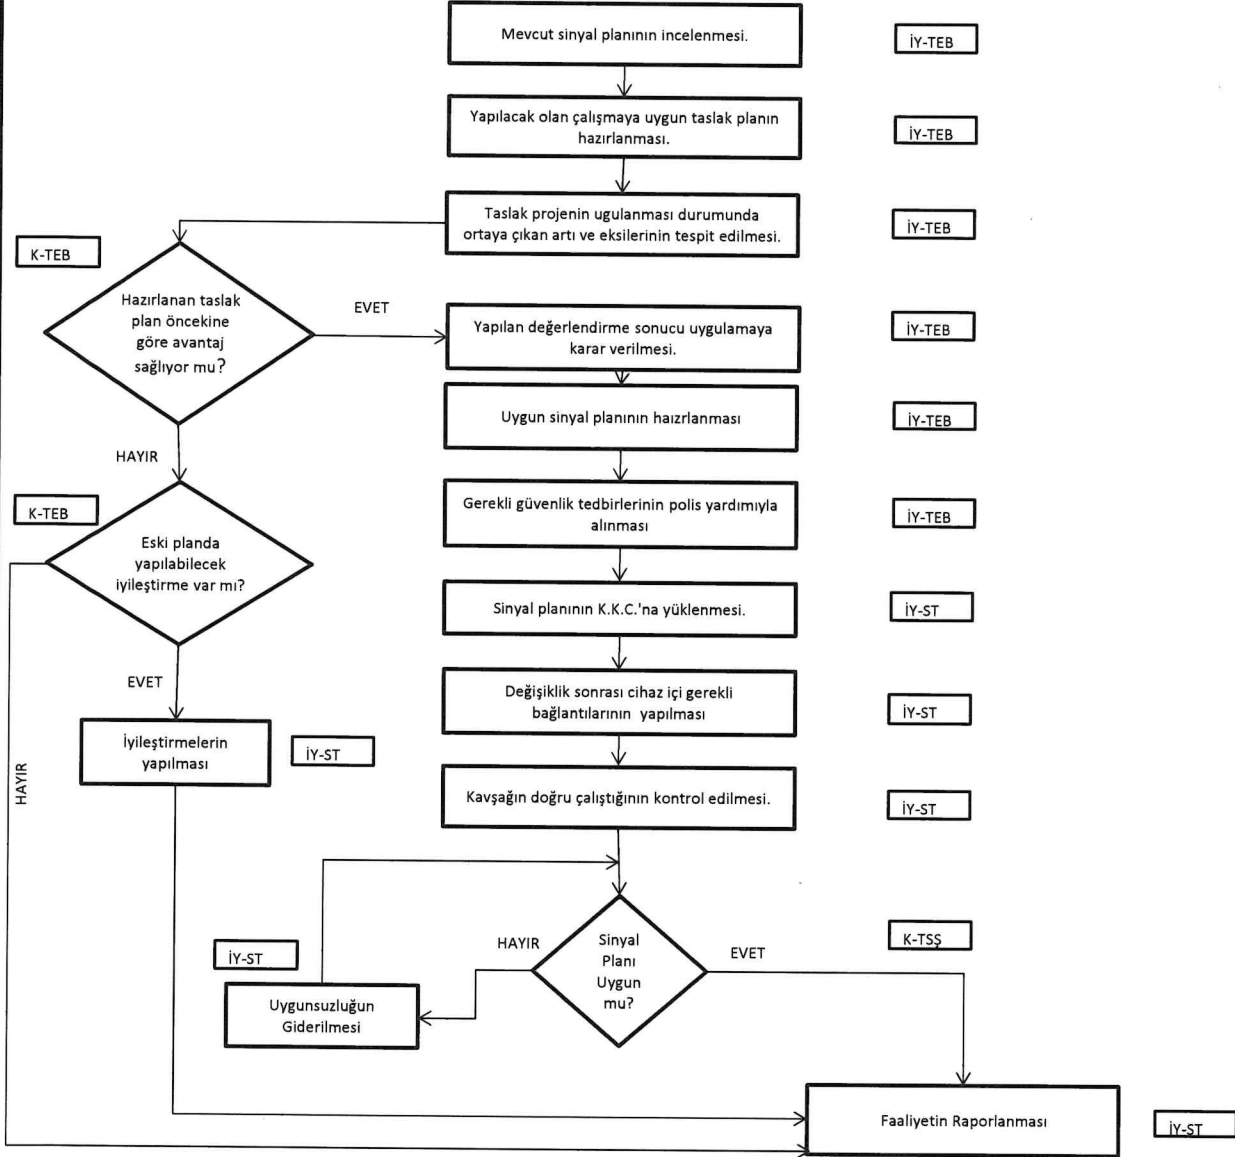 Mevcut sinyal planının incelenmesi.
İY-TEB
Yapılacak olan çalışmaya uygun taslak planın
hazırlanması.
İY-TEB
Taslak projenin ugulanması durumunda
ortaya çıkan artı ve eksilerinin tespit edilmesi.
İY-TEB
K-TEB
Hazırlanan taslak
plan öncekine
göre avantaj
sağlıyor mu?
EVET
Yapılan değerlendirme sonucu uygulamaya
karar verilmesi.
İY-TEB
Uygun sinyal planının haızrlanması
İY-TEB
HAYIR
K-TEB
Gerekli güvenlik tedbirlerinin polis yardımıyla
alınması
İY-TEB
Eski planda
yapılabilecek
iyileştirme var mı?
Sinyal planının K.K.C.'na yüklenmesi.
İY-ST
EVET
Değişiklik sonrası cihaz içi gerekli
bağlantılarının yapılması
İY-ST
İyileştirmelerin
yapılması
İY-ST
HAYIR
Kavşağın doğru çalıştığının kontrol edilmesi.
İY-ST
Sinyal
Planı
Uygun
mu?
HAYIR
EVET
K-TSŞ
İY-ST
Uygunsuzluğun
Giderilmesi
Faaliyetin Raporlanması
İY-ST